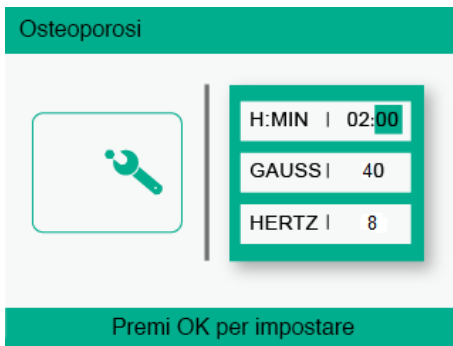 Osteoporosi
H:MIN | 02:00
GAUSS | 40
HERTZ | 8
Premi OK per impostare